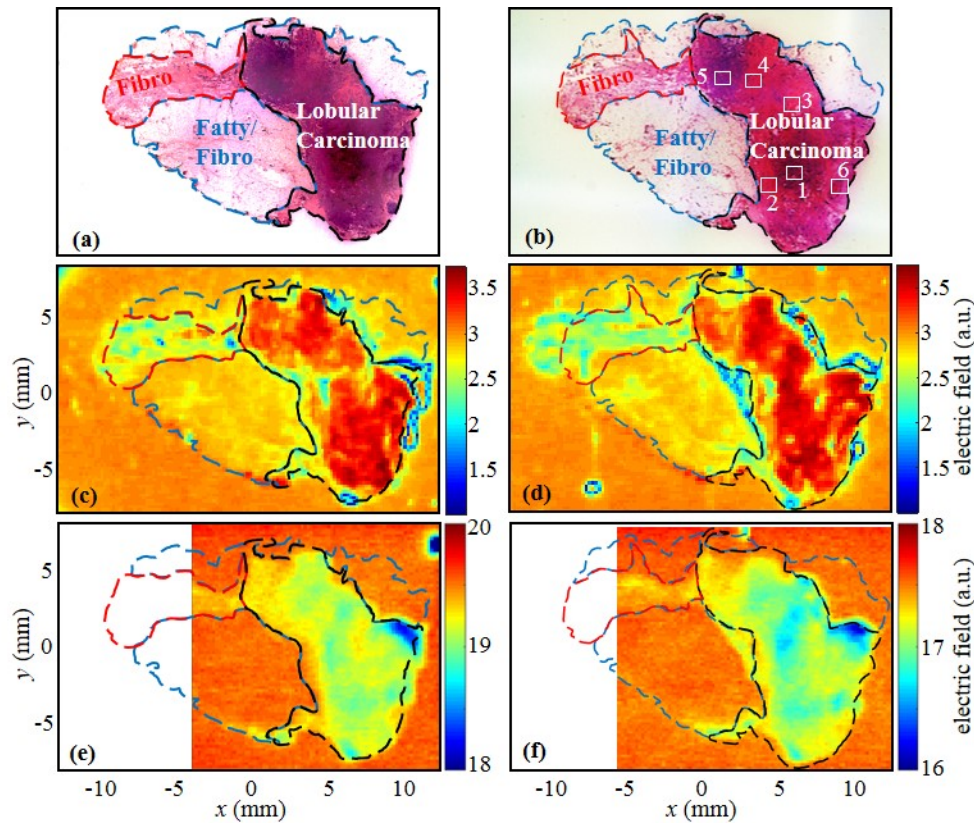 Fibro
Fatty/
Fibro
Lobular
Carcinoma
(a)
5
4
3
Lobular
Carcinoma
Fatty/
Fibro
2
1
6
(b)
y (mm)
5
0
-5
(c)
3.5
3
2.5
2
1.5
(d)
3.5
3
2.5
2
1.5
electric field (a.u.)
y (mm)
5
0
-5
(e)
20
19
18
(f)
18
17
16
electric field (a.u.)
-10
-5
0
5
10
x (mm)
-10
-5
0
5
10
x (mm)